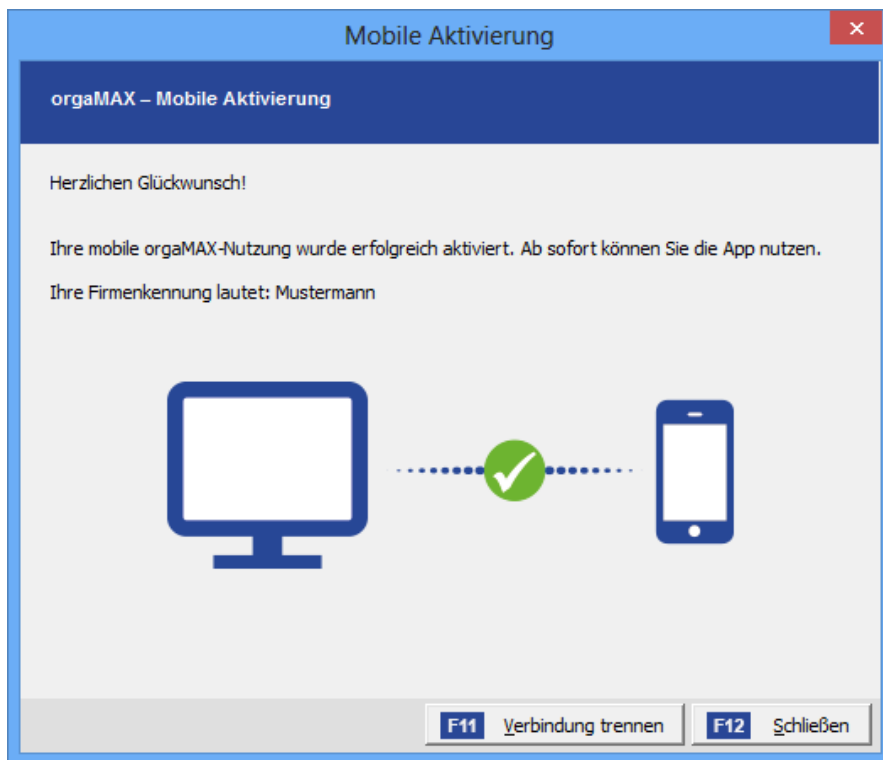 Mobile Aktivierung
orgaMAX – Mobile Aktivierung
Herzlichen Glückwunsch!
Ihre mobile orgaMAX-Nutzung wurde erfolgreich aktiviert. Ab sofort können Sie die App nutzen.
Ihre Firmenkennung lautet: Mustermann
F11 Verbindung trennen F12 Schließen